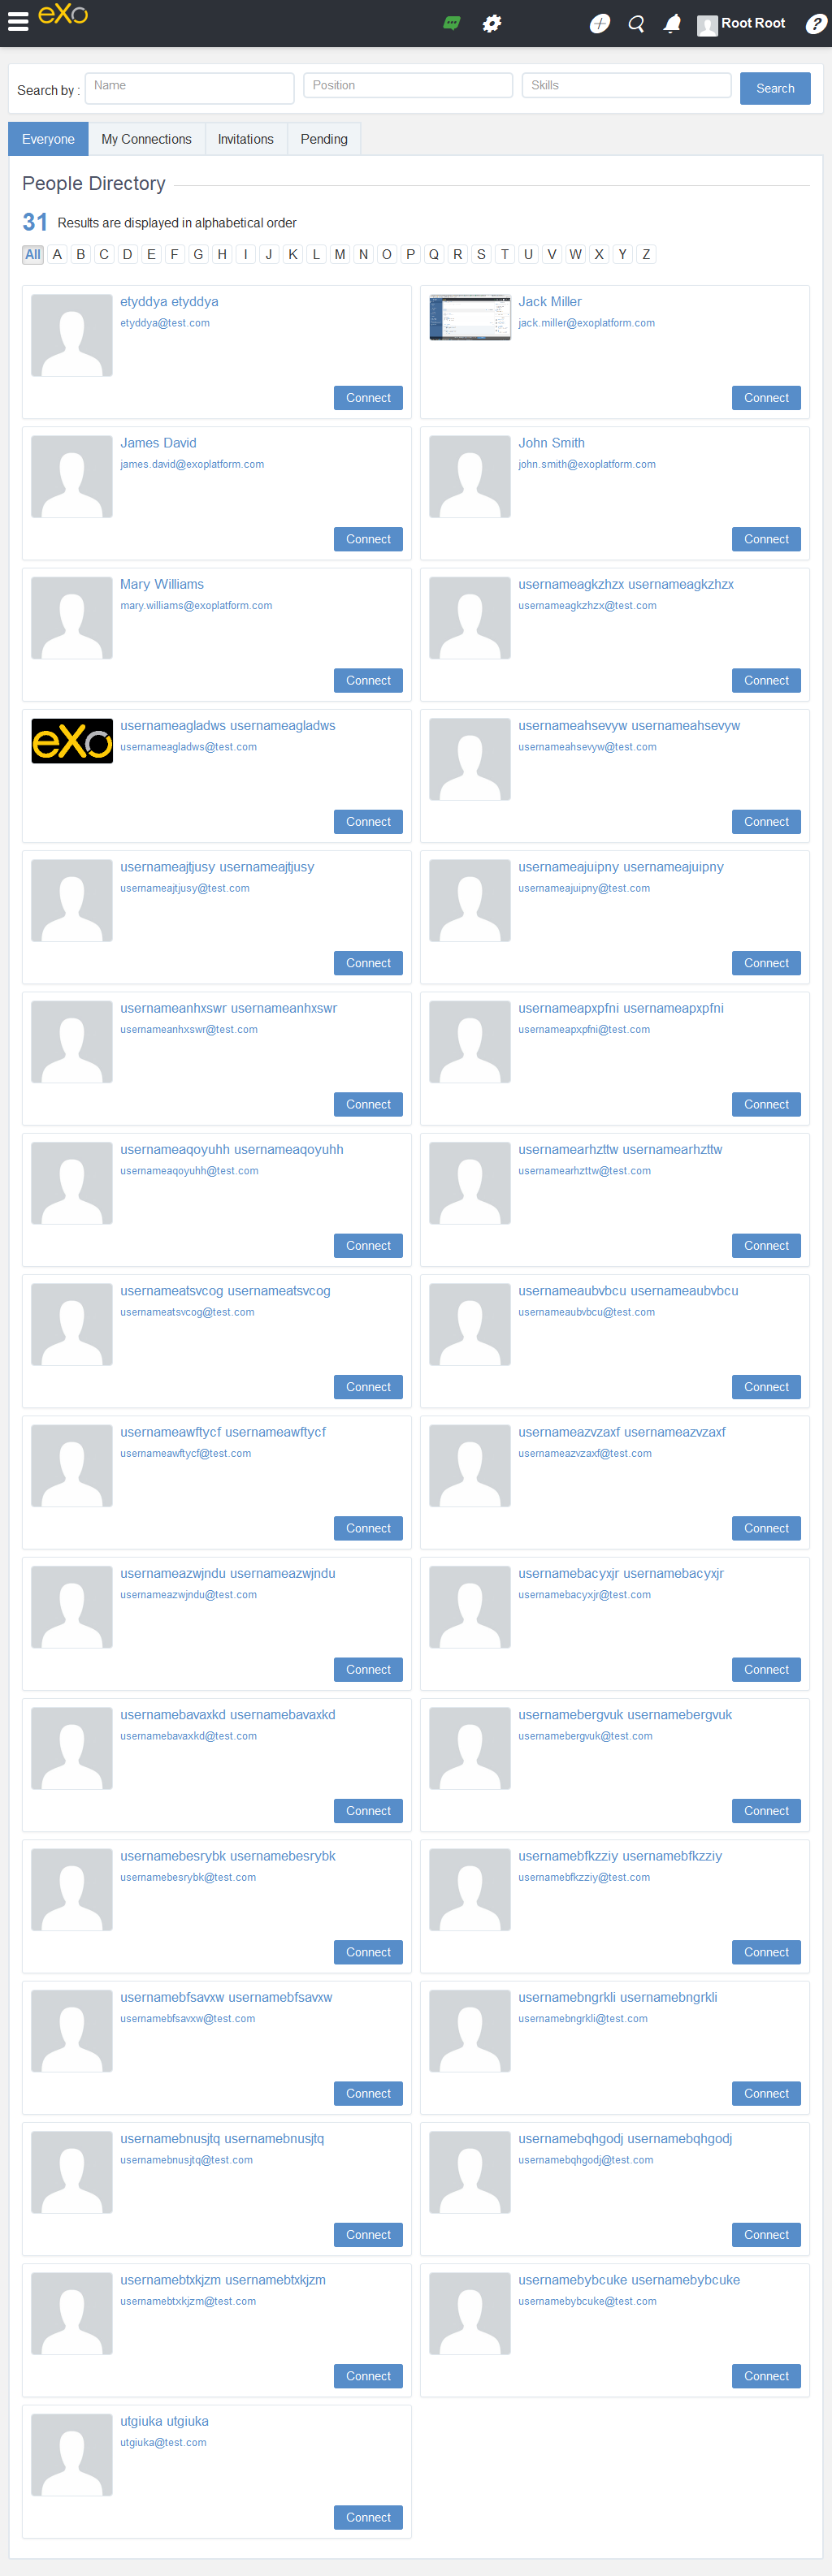 eXo
Root Root
?
Search by : Name Position Skills Search
Everyone My Connections Invitations Pending
People Directory
31 Results are displayed in alphabetical order
All A B C D E F G H I J K L M N O P Q R S T U V W X Y Z
etyddya etyddya
etyddya@test.com
Connect
Jack Miller
jack.miller@exoplatform.com
Connect
James David
james.david@exoplatform.com
Connect
John Smith
john.smith@exoplatform.com
Connect
Mary Williams
mary.williams@exoplatform.com
Connect
usernameagkzhzx usernameagkzhzx
usernameagkzhzx@test.com
Connect
eXo
usernameagladws usernameagladws
usernameagladws@test.com
Connect
usernameahsevyw usernameahsevyw
usernameahsevyw@test.com
Connect
usernameajtjusy usernameajtjusy
usernameajtjusy@test.com
Connect
usernameajuipny usernameajuipny
usernameajuipny@test.com
Connect
usernameanhxswr usernameanhxswr
usernameanhxswr@test.com
Connect
usernameapxpfni usernameapxpfni
usernameapxpfni@test.com
Connect
usernameaqoyuhh usernameaqoyuhh
usernameaqoyuhh@test.com
Connect
usernamearhzttw usernamearhzttw
usernamearhzttw@test.com
Connect
usernameatsvcog usernameatsvcog
usernameatsvcog@test.com
Connect
usernameaubvbcu usernameaubvbcu
usernameaubvbcu@test.com
Connect
usernameawftycf usernameawftycf
usernameawftycf@test.com
Connect
usernameazvzaxf usernameazvzaxf
usernameazvzaxf@test.com
Connect
usernameazwjndu usernameazwjndu
usernameazwjndu@test.com
Connect
usernamebacyxjr usernamebacyxjr
usernamebacyxjr@test.com
Connect
usernamebavaxkd usernamebavaxkd
usernamebavaxkd@test.com
Connect
usernamebergvuk usernamebergvuk
usernamebergvuk@test.com
Connect
usernamebesrybk usernamebesrybk
usernamebesrybk@test.com
Connect
usernamebfkzziy usernamebfkzziy
usernamebfkzziy@test.com
Connect
usernamebfsavxw usernamebfsavxw
usernamebfsavxw@test.com
Connect
usernamebngrkli usernamebngrkli
usernamebngrkli@test.com
Connect
usernamebnusjtq usernamebnusjtq
usernamebnusjtq@test.com
Connect
usernamebqhgodj usernamebqhgodj
usernamebqhgodj@test.com
Connect
usernamebtxkjzm usernamebtxkjzm
usernamebtxkjzm@test.com
Connect
usernamebybcuke usernamebybcuke
usernamebybcuke@test.com
Connect
utgiuka utgiuka
utgiuka@test.com
Connect